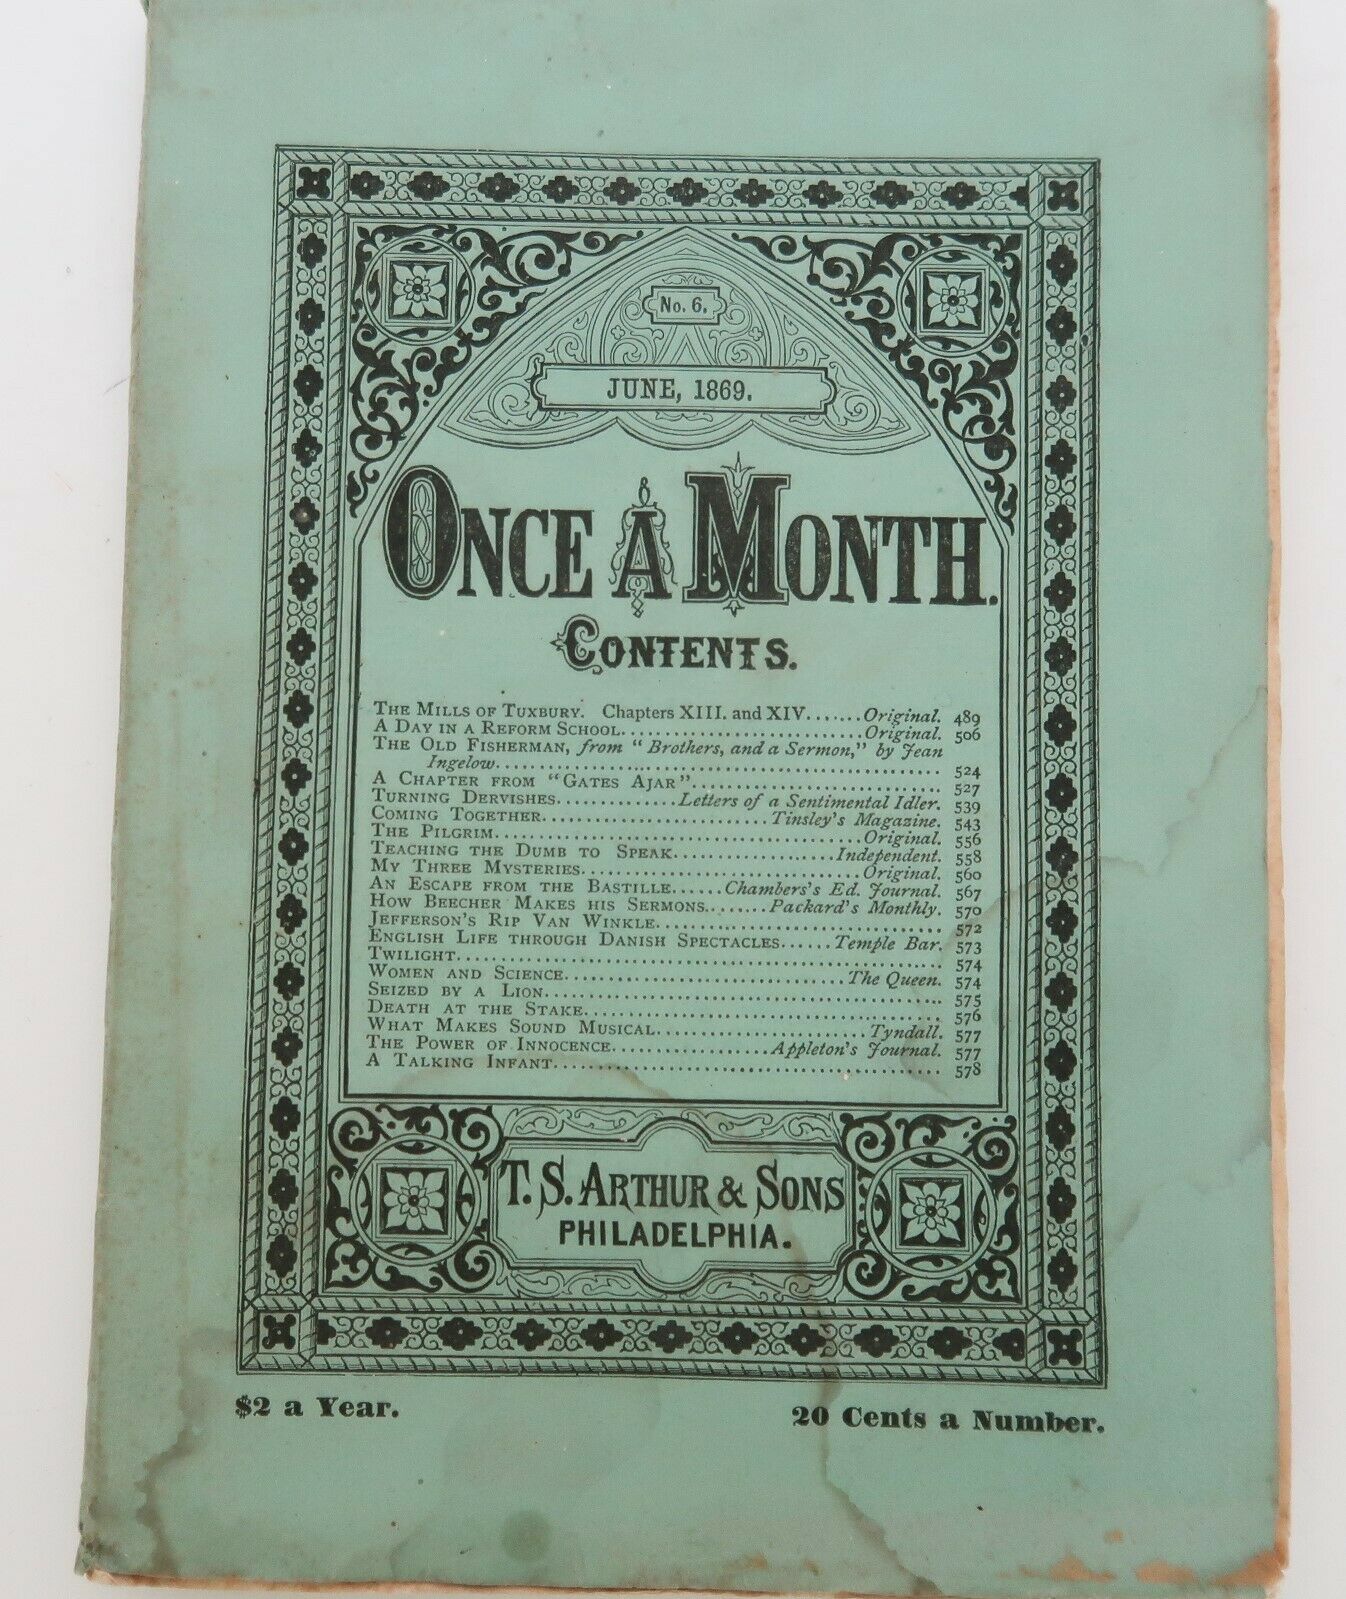 No. 6.
JUNE, 1869.
ONCE A MONTH.
CONTENTS.
THE MILLS OF TUXBURY. Chapters XIII. and XIV.......Original. 489
A DAY IN A REFORM SCHOOL..........................Original. 506
THE OLD FISHERMAN, from "Brothers, and a Sermon," by Jean
Ingelow.................................................. 524
A CHAPTER FROM "GATES AJAR".............................. 527
TURNING DERVISHES.............Letters of a Sentimental Idler. 539
COMING TOGETHER.........................Tinsley's Magazine. 543
THE PILGRIM.......................................Original. 556
TEACHING THE DUMB TO SPEAK..................Independent. 558
MY THREE MYSTERIES................................Original. 560
AN ESCAPE FROM THE BASTILLE......Chambers's Ed. Journal. 567
HOW BEECHER MAKES HIS SERMONS........Packard's Monthly. 570
JEFFERSON'S RIP VAN WINKLE................................ 572
ENGLISH LIFE THROUGH DANISH SPECTACLES......Temple Bar. 573
TWILIGHT.................................................. 574
WOMEN AND SCIENCE...............................The Queen. 574
SEIZED BY A LION.......................................... 575
DEATH AT THE STAKE........................................ 576
WHAT MAKES SOUND MUSICAL........................Tyndall. 577
THE POWER OF INNOCENCE..................Appleton's Journal. 577
A TALKING INFANT.......................................... 578
T. S. ARTHUR & SONS
PHILADELPHIA.
$2 a Year.
20 Cents a Number.